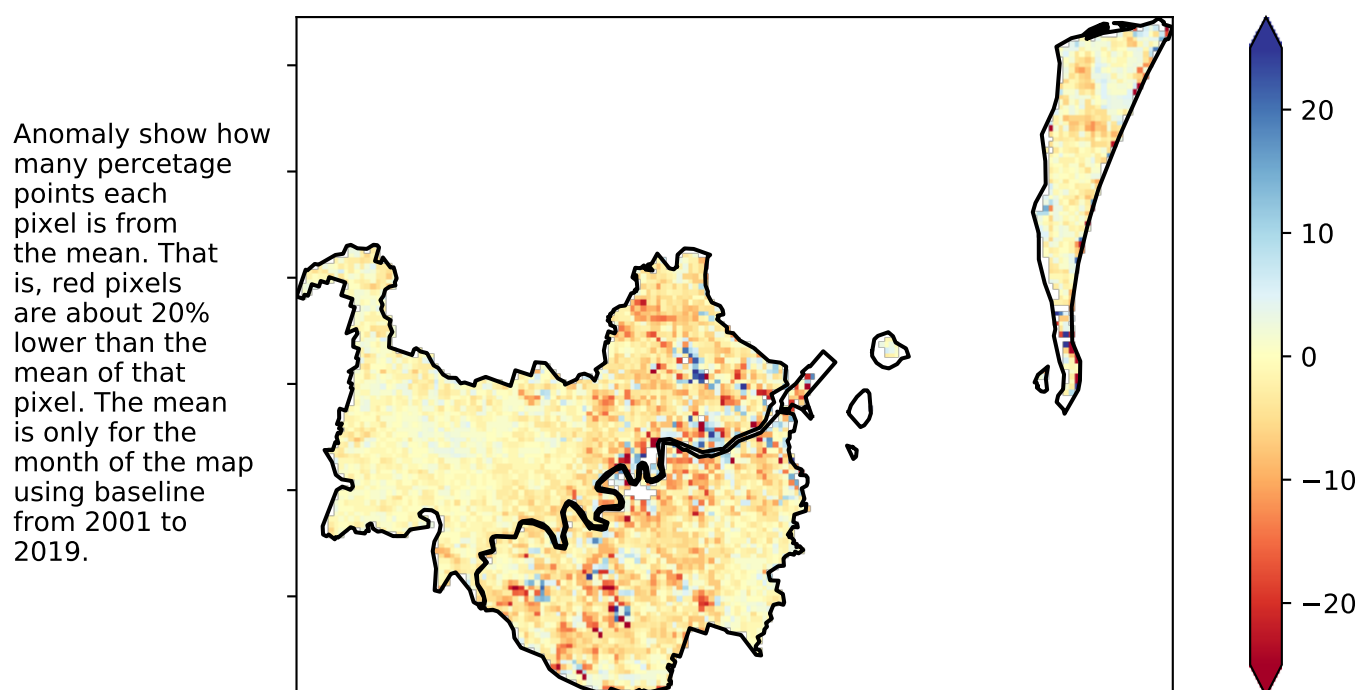 Anomaly show how
many percetage
points each
pixel is from
the mean. That
is, red pixels
are about 20%
lower than the
mean of that
pixel. The mean
is only for the
month of the map
using baseline
from 2001 to
2019.
20
10
0
−10
−20